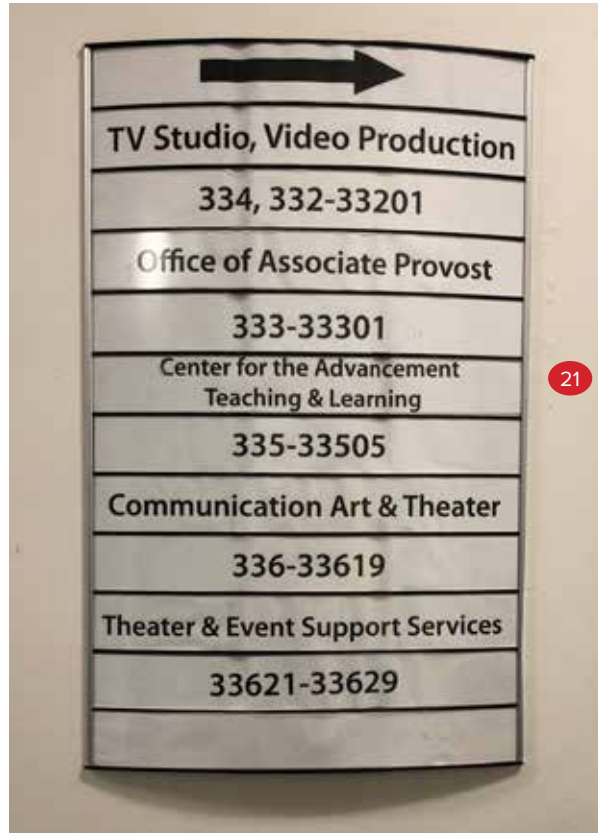 TV Studio, Video Production
334, 332-33201
Office of Associate Provost
333-33301
Center for the Advancement
Teaching & Learning
335-33505
Communication Art & Theater
336-33619
Theater & Event Support Services
33621-33629
21